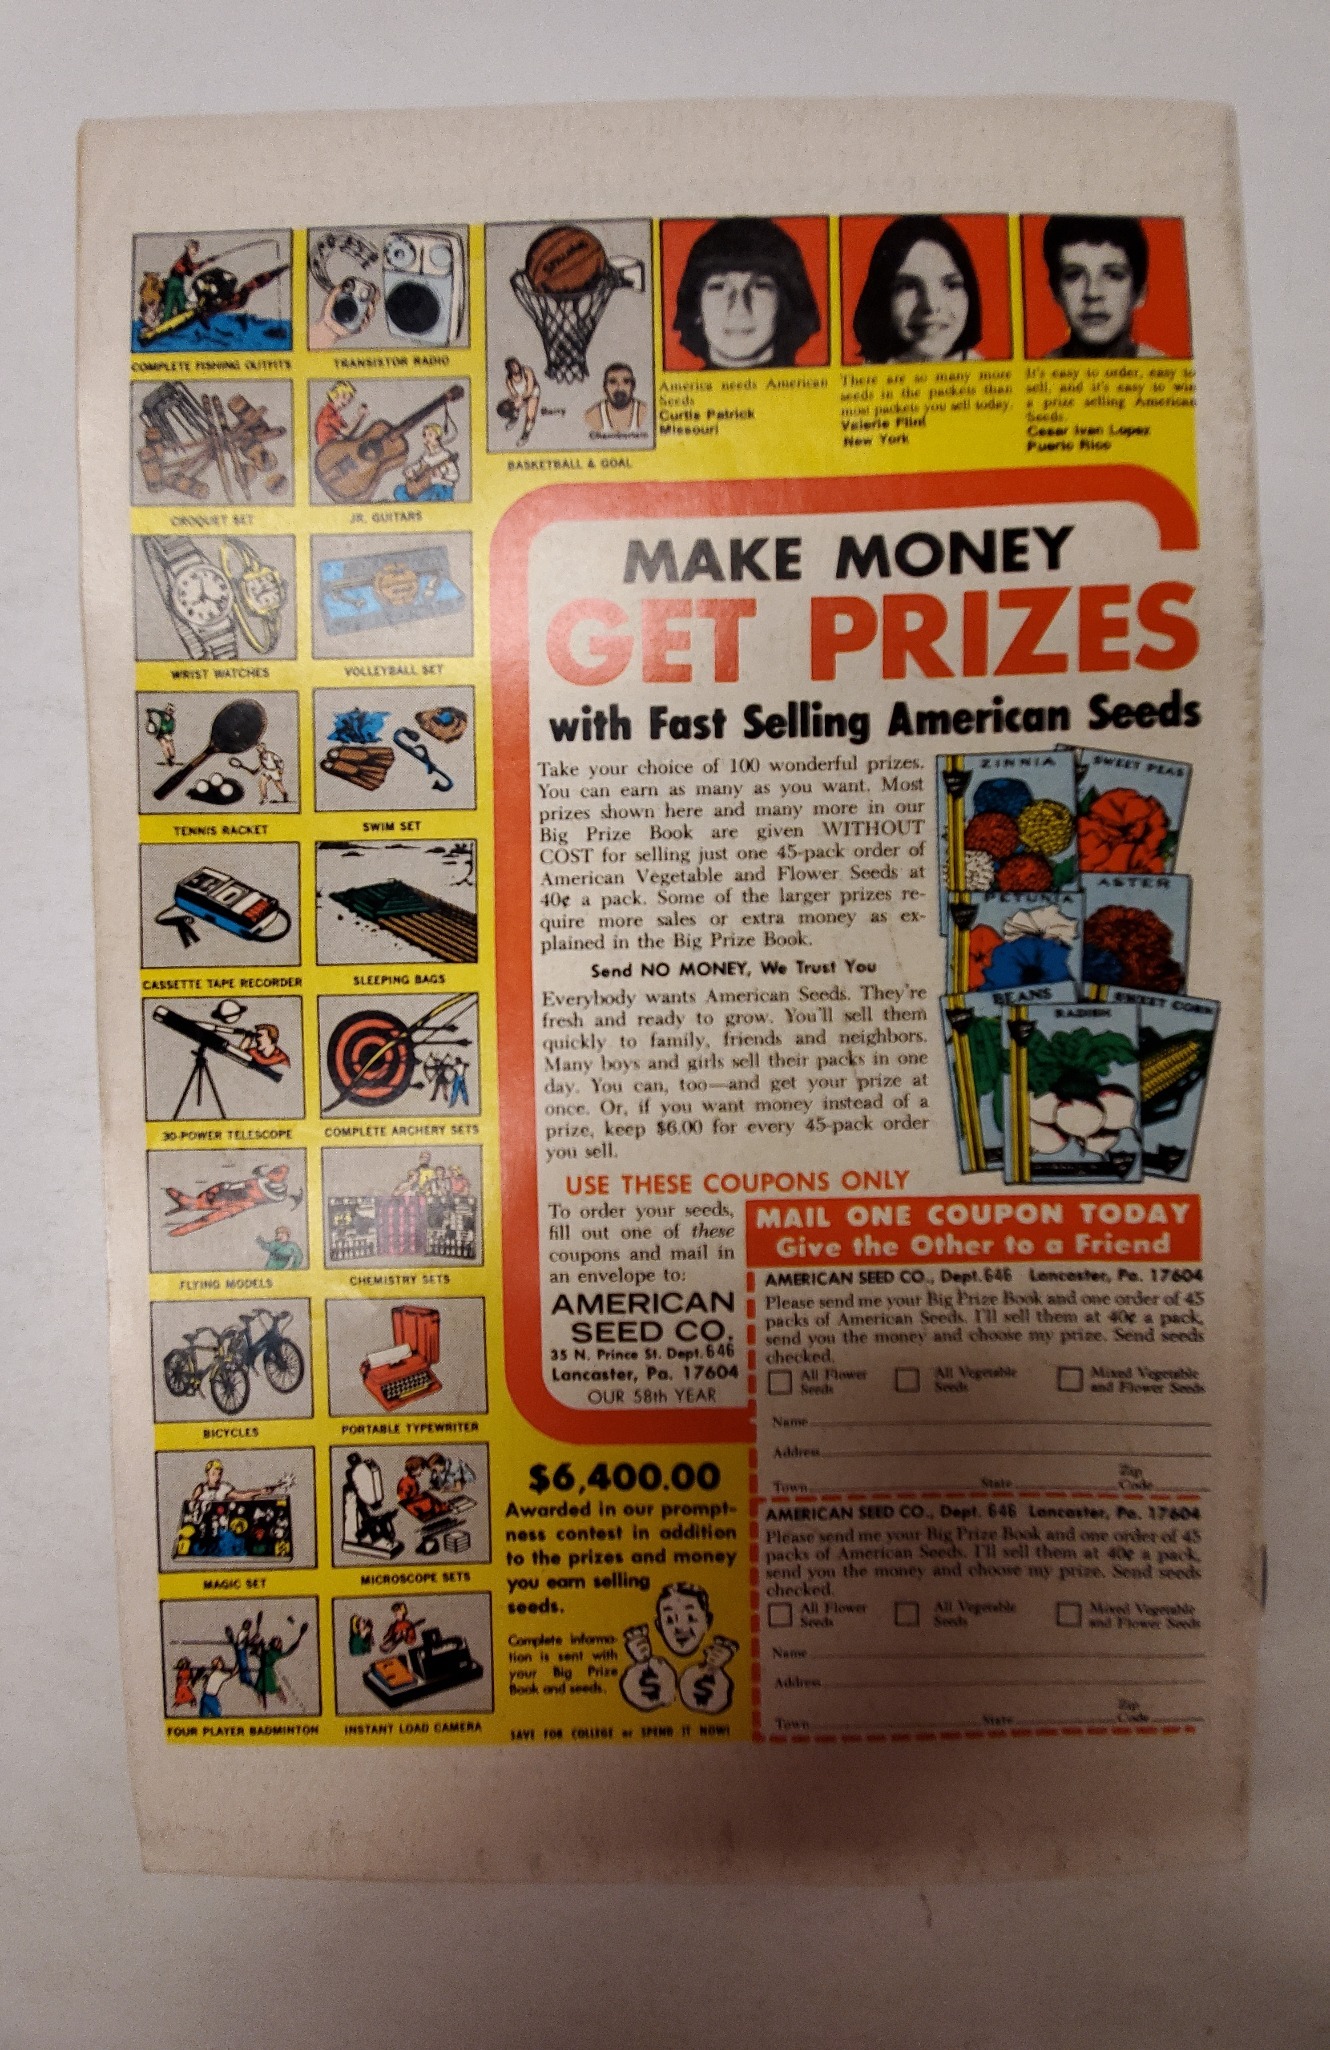 COMPLETE FISHING OUTFITS
TRANSISTOR RADIO
CROQUET SET
JR. GUITARS
WRIST WATCHES
VOLLEYBALL SET
TENNIS RACKET
SWIM SET
CASSETTE TAPE RECORDER
SLEEPING BAGS
30-POWER TELESCOPE
COMPLETE ARCHERY SETS
FLYING MODELS
CHEMISTRY SETS
BICYCLES
PORTABLE TYPEWRITER
MAGIC SET
MICROSCOPE SETS
FOUR PLAYER BADMINTON
INSTANT LOAD CAMERA
SPALDING
Barry
Chamberlain
BASKETBALL & GOAL
America needs American
Seeds
Curtis Patrick
Missouri
There are so many more
seeds in the packets than
most packets you sell today.
Valerie Flint
New York
It's easy to order, easy to
sell, and it's easy to win
a prize selling American
Seeds.
Cesar Ivan Lopez
Puerto Rico
MAKE MONEY
GET PRIZES
with Fast Selling American Seeds
Take your choice of 100 wonderful prizes.
You can earn as many as you want. Most
prizes shown here and many more in our
Big Prize Book are given WITHOUT
COST for selling just one 45-pack order of
American Vegetable and Flower Seeds at
40¢ a pack. Some of the larger prizes re-
quire more sales or extra money as ex-
plained in the Big Prize Book.
Send NO MONEY, We Trust You
Everybody wants American Seeds. They're
fresh and ready to grow. You'll sell them
quickly to family, friends and neighbors.
Many boys and girls sell their packs in one
day. You can, too—and get your prize at
once. Or, if you want money instead of a
prize, keep $6.00 for every 45-pack order
you sell.
ZINNIA
SWEET PEAS
PETUNIA
ASTER
BEANS
RADISH
SWEET CORN
USE THESE COUPONS ONLY
To order your seeds,
fill out one of these
coupons and mail in
an envelope to:
AMERICAN
SEED CO.
35 N. Prince St. Dept. 646
Lancaster, Pa. 17604
OUR 58th YEAR
MAIL ONE COUPON TODAY
Give the Other to a Friend
AMERICAN SEED CO., Dept. 646 Lancaster, Pa. 17604
Please send me your Big Prize Book and one order of 45
packs of American Seeds. I'll sell them at 40¢ a pack,
send you the money and choose my prize. Send seeds
checked.
All Flower
Seeds
All Vegetable
Seeds
Mixed Vegetable
and Flower Seeds
Name
Address
Town State Zip Code
AMERICAN SEED CO., Dept. 646 Lancaster, Pa. 17604
Please send me your Big Prize Book and one order of 45
packs of American Seeds. I'll sell them at 40¢ a pack,
send you the money and choose my prize. Send seeds
checked.
All Flower
Seeds
All Vegetable
Seeds
Mixed Vegetable
and Flower Seeds
Name
Address
Town State Zip Code
$6,400.00
Awarded in our prompt-
ness contest in addition
to the prizes and money
you earn selling
seeds.
Complete informa-
tion is sent with
your Big Prize
Book and seeds.
$ $
SAVE FOR COLLEGE or SPEND IT NOW!